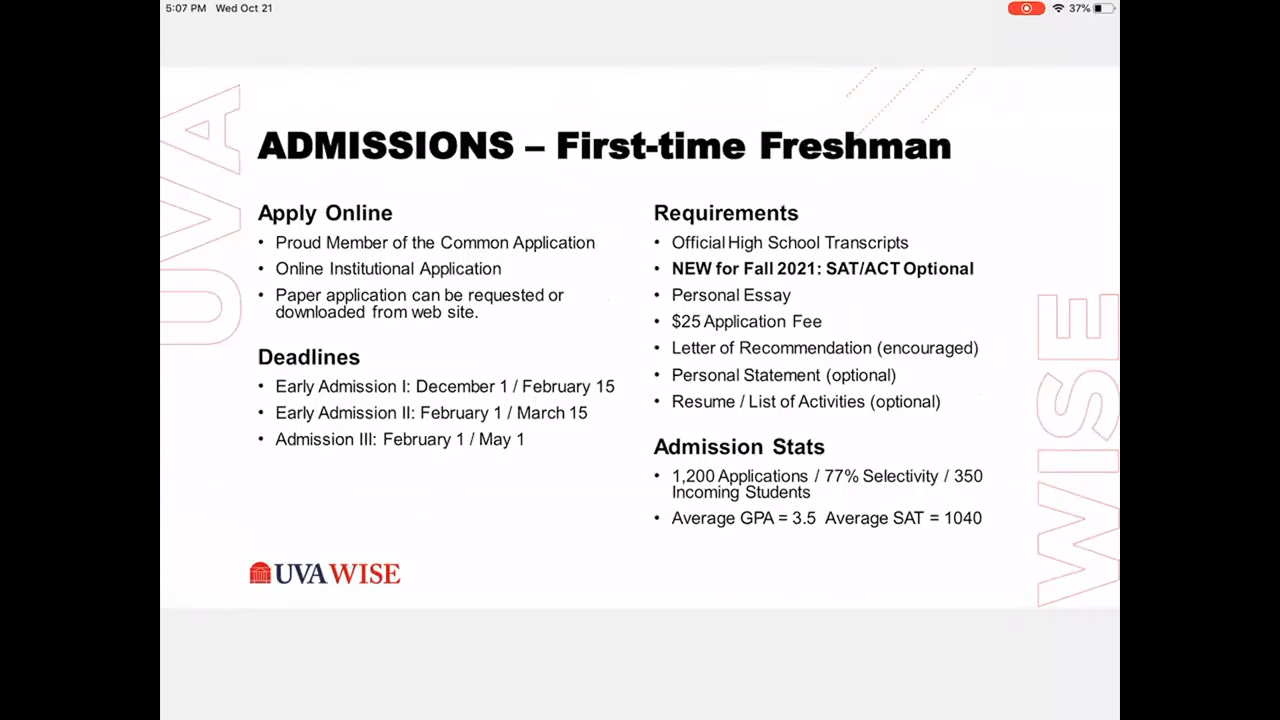 5:07 PM Wed Oct 21
37%
UVA
ADMISSIONS – First-time Freshman
Apply Online
• Proud Member of the Common Application
• Online Institutional Application
• Paper application can be requested or
downloaded from web site.
Deadlines
• Early Admission I: December 1 / February 15
• Early Admission II: February 1 / March 15
• Admission III: February 1 / May 1
Requirements
• Official High School Transcripts
• NEW for Fall 2021: SAT/ACT Optional
• Personal Essay
• $25 Application Fee
• Letter of Recommendation (encouraged)
• Personal Statement (optional)
• Resume / List of Activities (optional)
Admission Stats
• 1,200 Applications / 77% Selectivity / 350
Incoming Students
• Average GPA = 3.5 Average SAT = 1040
WISE
UVA WISE